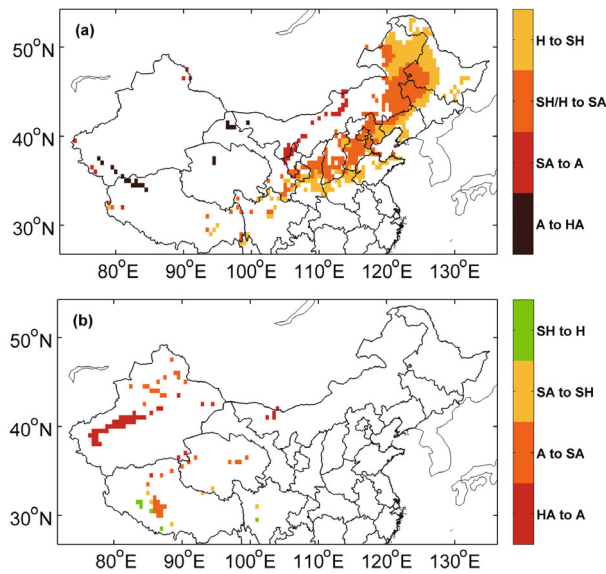 (a)
50°N
40°N
30°N
80°E 90°E 100°E 110°E 120°E 130°E
H to SH
SH/H to SA
SA to A
A to HA
(b)
50°N
40°N
30°N
80°E 90°E 100°E 110°E 120°E 130°E
SH to H
SA to SH
A to SA
HA to A